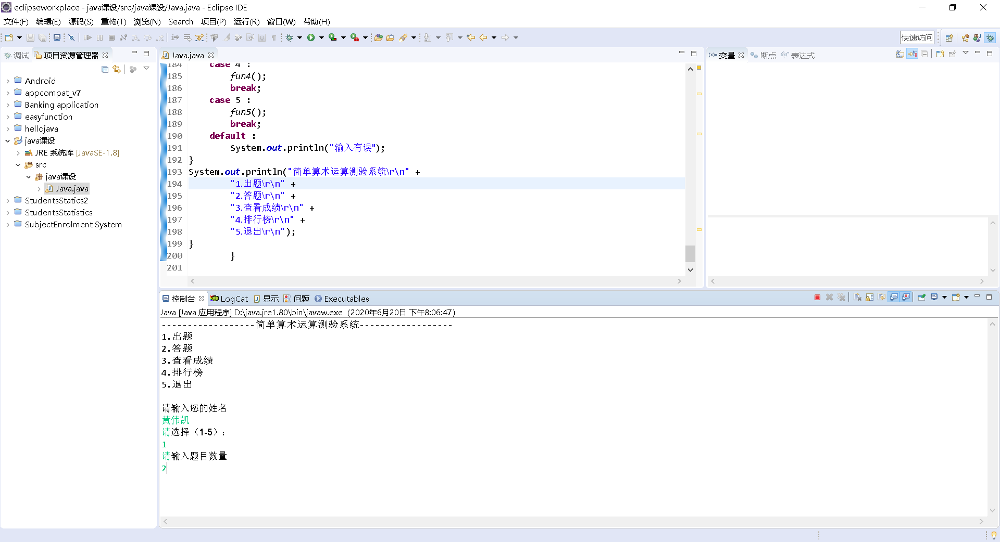 eclipseworkplace - java课设/src/java课设/Java.java - Eclipse IDE
文件(F) 编辑(E) 源码(S) 重构(T) 浏览(N) Search 项目(P) 运行(R) 窗口(W) 帮助(H)
快速访问
调试 项目资源管理器
Android
appcompat_v7
Banking application
easyfunction
hellojava
java课设
JRE 系统库 [JavaSE-1.8]
src
java课设
Java.java
StudentsStatics2
StudentsStatistics
SubjectEnrolment System
Java.java
184 case 4 :
185 fun4();
186 break;
187 case 5 :
188 fun5();
189 break;
190 default :
191 System.out.println("输入有误");
192 }
193 System.out.println("简单算术运算测验系统\r\n" +
194 "1.出题\r\n" +
195 "2.答题\r\n" +
196 "3.查看成绩\r\n" +
197 "4.排行榜\r\n" +
198 "5.退出\r\n");
199 }
200 }
201
(x)= 变量 断点 表达式
控制台 LogCat 显示 问题 Executables
Java [Java 应用程序] D:\java.jre1.80\bin\javaw.exe (2020年6月20日 下午8:06:47)
------------------简单算术运算测验系统------------------
1.出题
2.答题
3.查看成绩
4.排行榜
5.退出
请输入您的姓名
黄伟凯
请选择（1-5）：
1
请输入题目数量
2